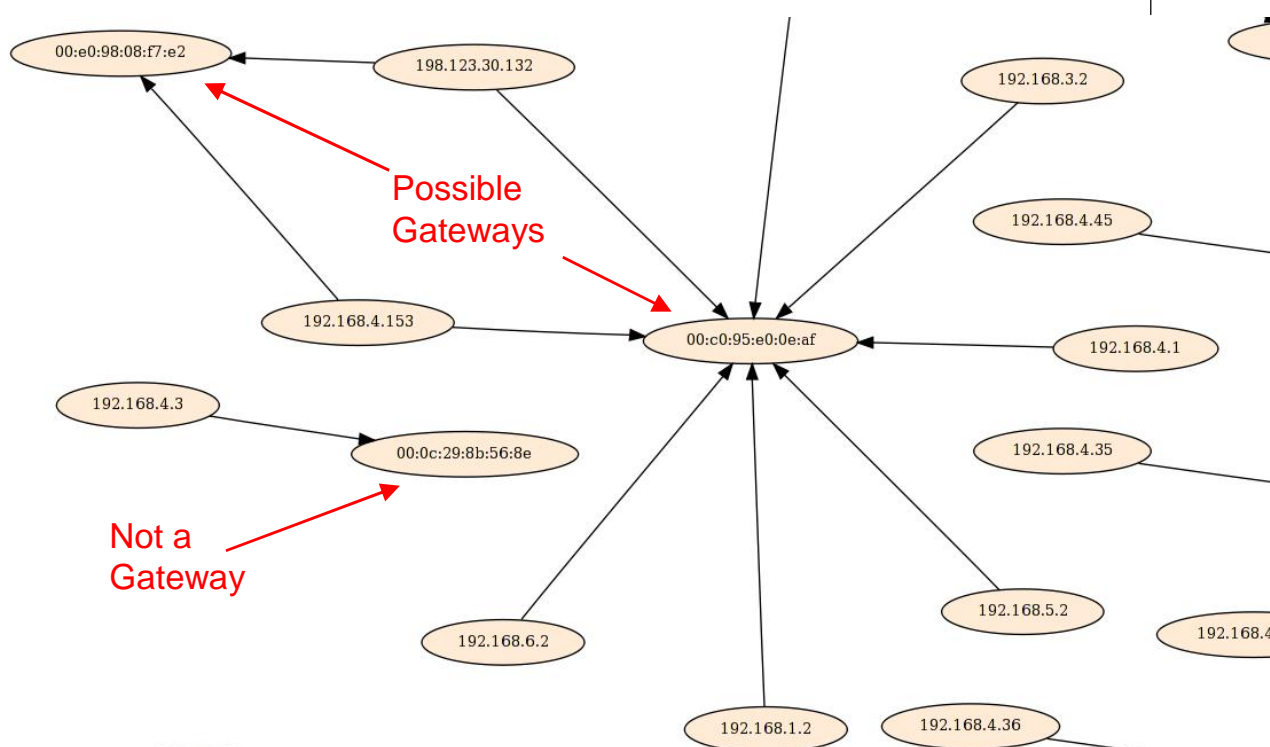 00:e0:98:08:f7:e2
198.123.30.132
192.168.3.2
Possible
Gateways
192.168.4.45
192.168.4.153
00:c0:95:e0:0e:af
192.168.4.1
192.168.4.3
00:0c:29:8b:56:8e
192.168.4.35
Not a
Gateway
192.168.5.2
192.168.6.2
192.168.4
192.168.1.2
192.168.4.36